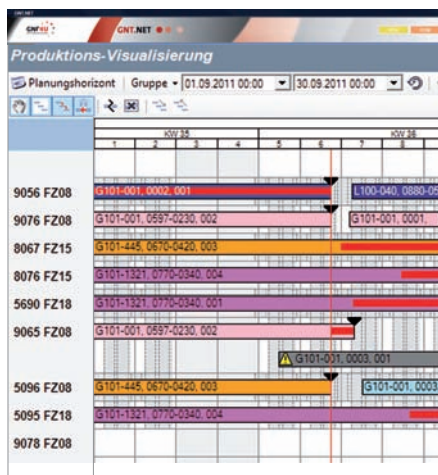 GNT.NET
GNT4U
GNT.NET
Produktions-Visualisierung
Planungshorizont Gruppe 01.09.2011 00:00 30.09.2011 00:00
KW 35 KW 36
1 2 3 4 5 6 7 8
9056 FZ08 G101-001, 0002, 001 L100-040, 0880-05
9076 FZ08 G101-001, 0597-0230, 002 G101-001, 0001,
8067 FZ15 G101-445, 0670-0420, 003
8076 FZ15 G101-1321, 0770-0340, 004
5690 FZ18 G101-1321, 0770-0340, 001
9065 FZ08 G101-001, 0597-0230, 002
G101-001, 0003, 001
5096 FZ08 G101-445, 0670-0420, 003 G101-001, 0003
5095 FZ18 G101-1321, 0770-0340, 004
9078 FZ08